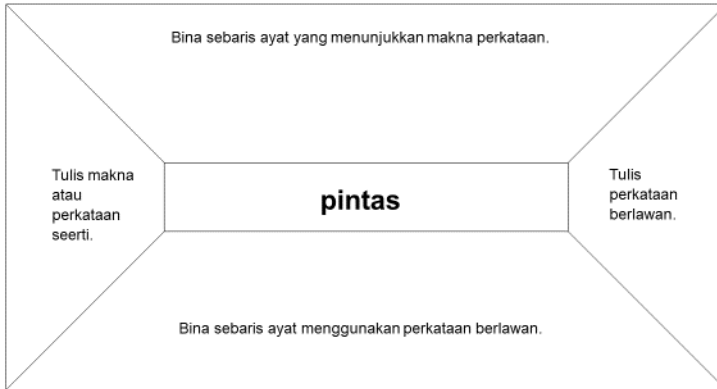 Bina sebaris ayat yang menunjukkan makna perkataan.
Tulis makna
atau
perkataan
seerti.
pintas
Tulis
perkataan
berlawan.
Bina sebaris ayat menggunakan perkataan berlawan.